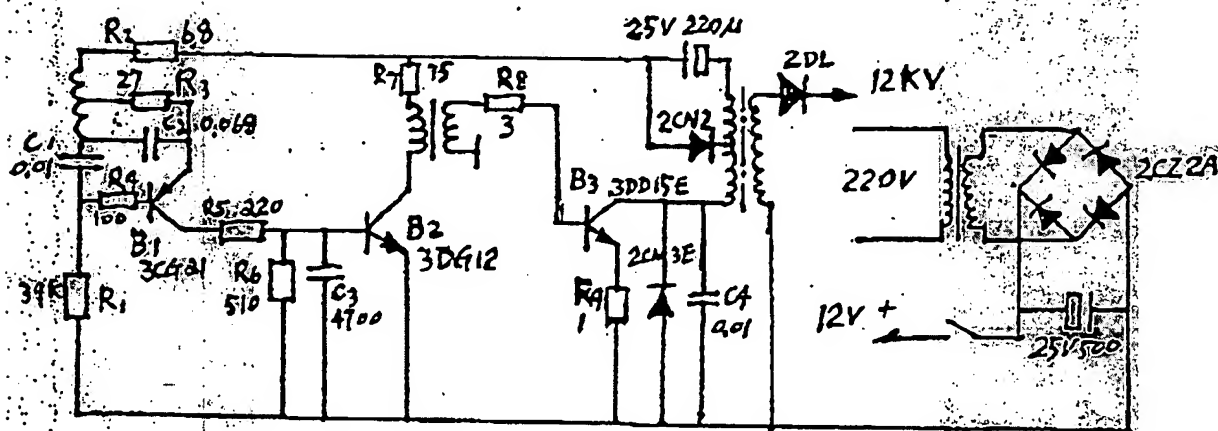 R2 68
25V 220μ
27 R3
R7 75
R8
3
2DL
12KV
C2 0.068
C1
0.01
2CN2
R4
100
B1
3CG21
R5 220
B2
3DG12
B3
3DD15E
220V
2CZ2A
39K R1
R6
510
C3
4700
2CN3E
R9
1
C4
0.01
12V +
25V500